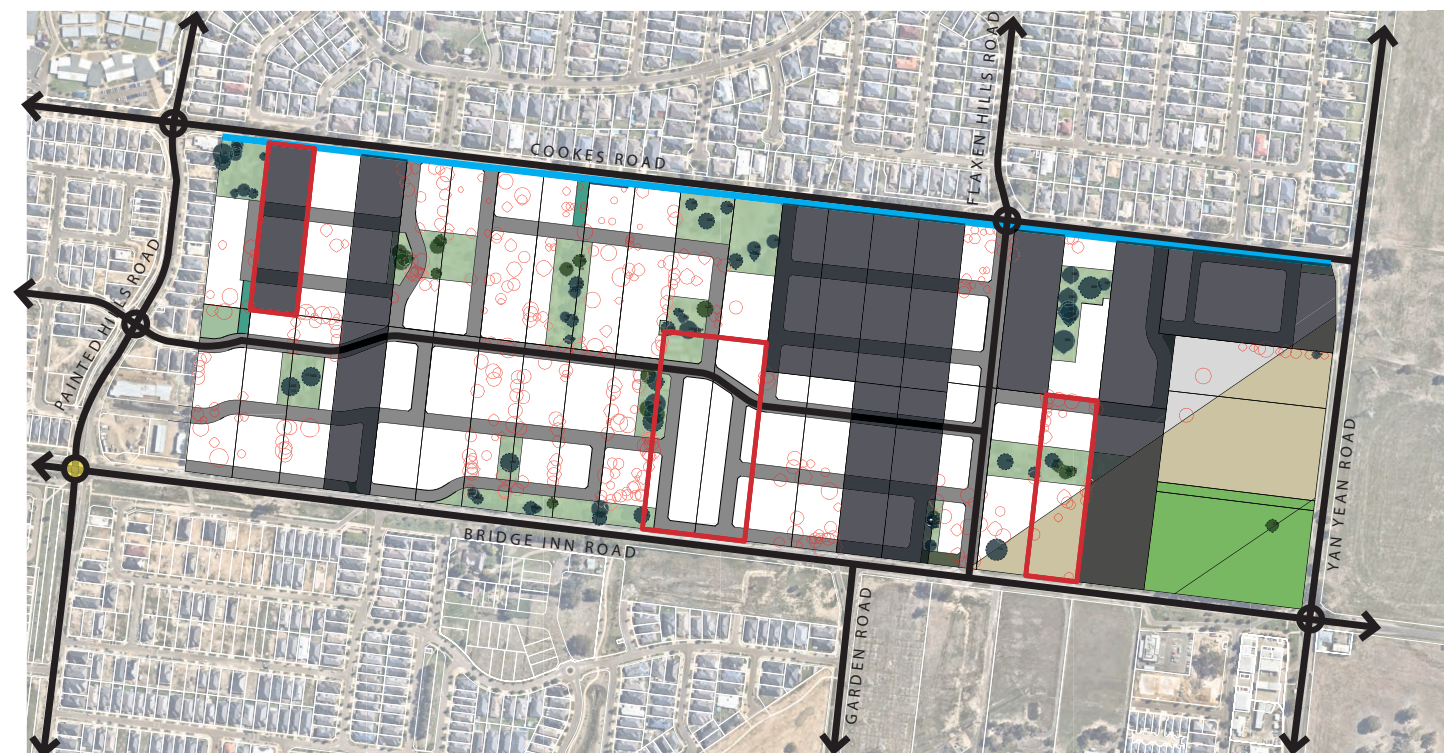 COOKES ROAD
FLAXEN HILLS ROAD
PAINTED HILLS ROAD
YAN YEAN ROAD
BRIDGE INN ROAD
GARDEN ROAD